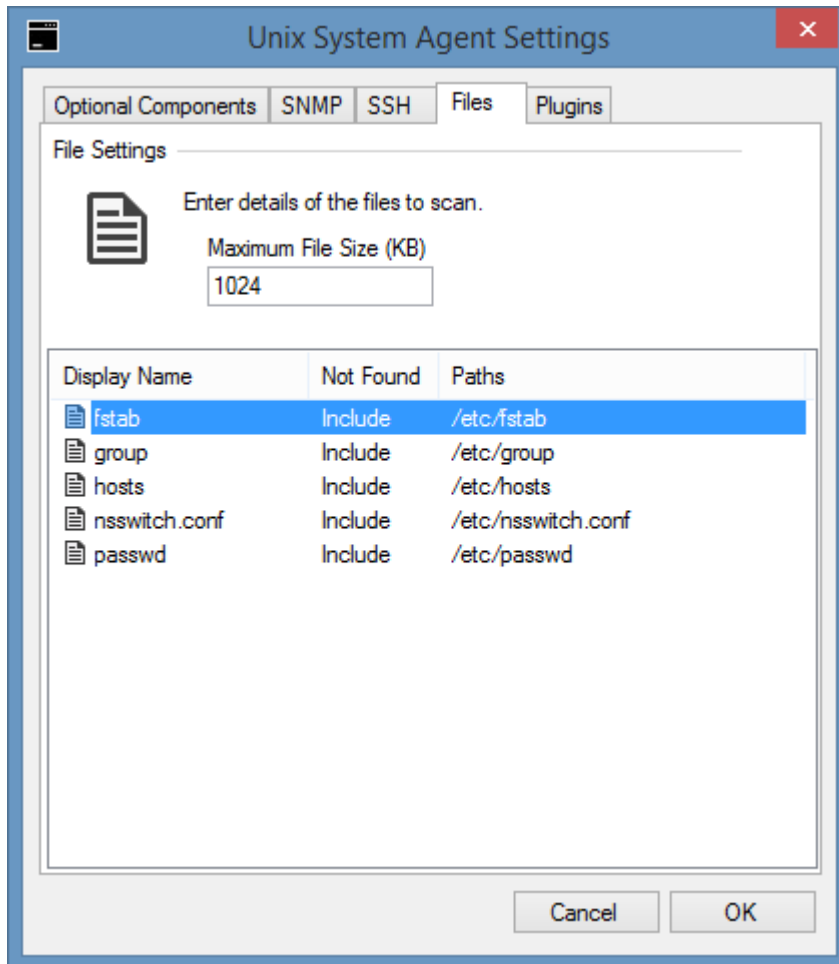 Unix System Agent Settings
Optional Components SNMP SSH Files Plugins
File Settings
Enter details of the files to scan.
Maximum File Size (KB)
1024
Display Name Not Found Paths
fstab Include /etc/fstab
group Include /etc/group
hosts Include /etc/hosts
nsswitch.conf Include /etc/nsswitch.conf
passwd Include /etc/passwd
Cancel OK